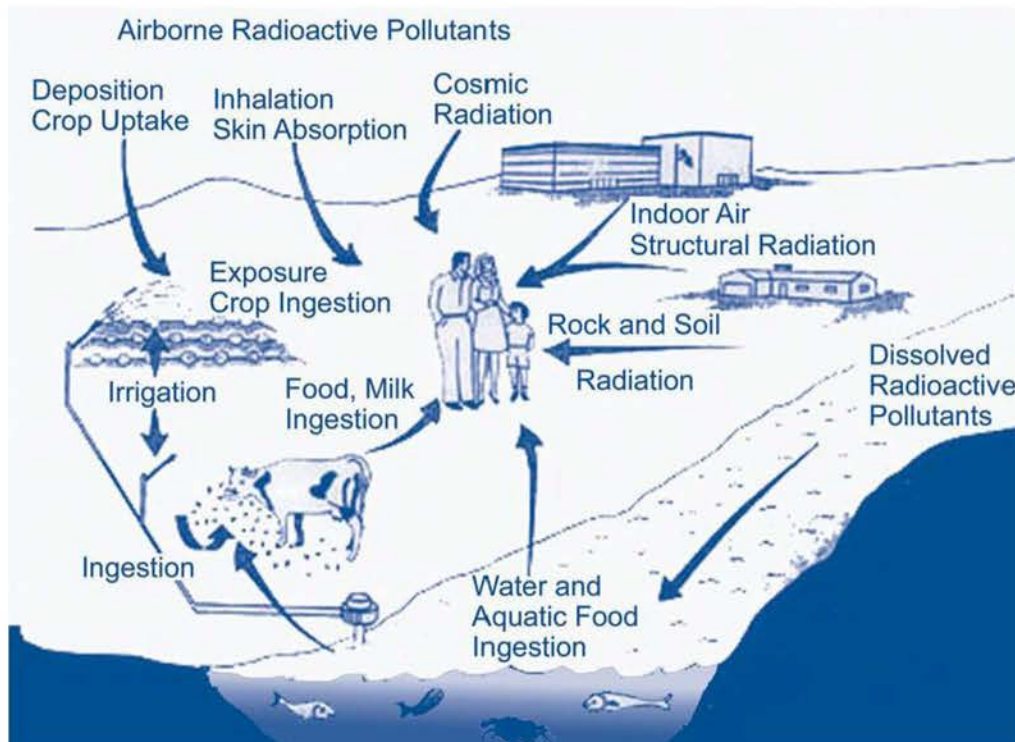 Airborne Radioactive Pollutants
Deposition
Crop Uptake
Inhalation
Skin Absorption
Cosmic
Radiation
Indoor Air
Structural Radiation
Exposure
Crop Ingestion
Rock and Soil
Radiation
Dissolved
Radioactive
Pollutants
Irrigation
Food, Milk
Ingestion
Ingestion
Water and
Aquatic Food
Ingestion